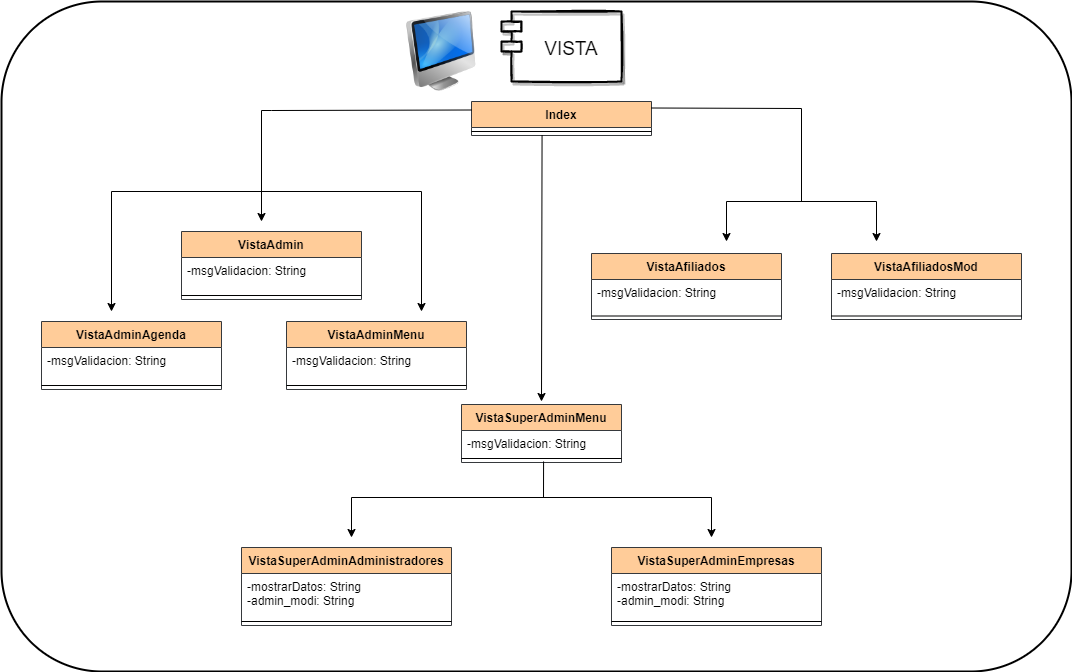 VISTA
Index
VistaAdmin
-msgValidacion: String
VistaAfiliados
-msgValidacion: String
VistaAfiliadosMod
-msgValidacion: String
VistaAdminAgenda
-msgValidacion: String
VistaAdminMenu
-msgValidacion: String
VistaSuperAdminMenu
-msgValidacion: String
VistaSuperAdminAdministradores
-mostrarDatos: String
-admin_modi: String
VistaSuperAdminEmpresas
-mostrarDatos: String
-admin_modi: String